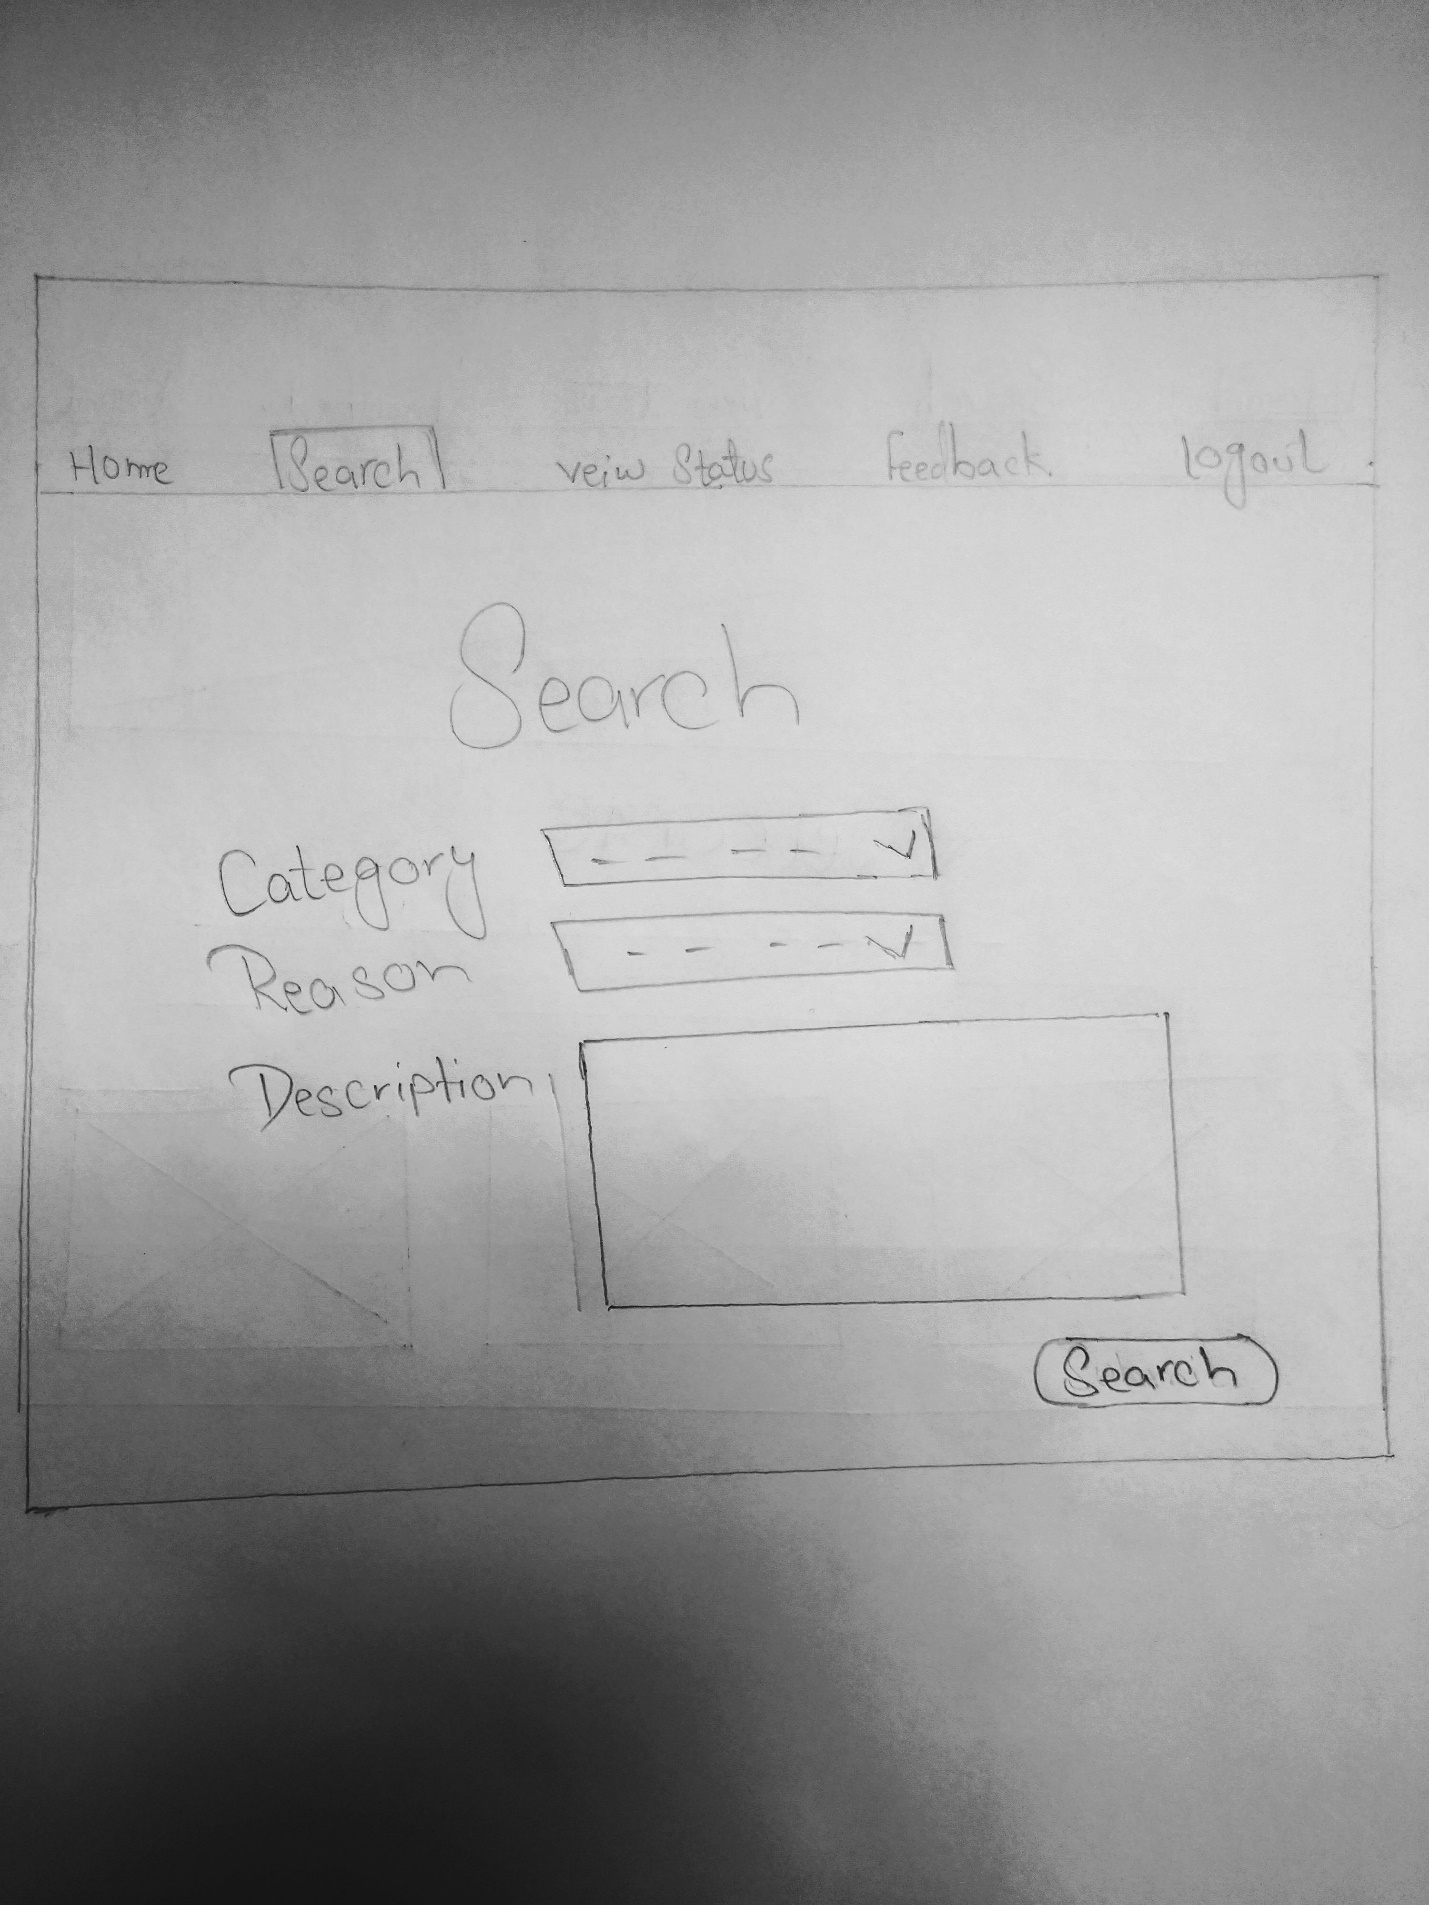 Home Search veiw Status feedback. logout
Search
Category
Reason
Description
Search